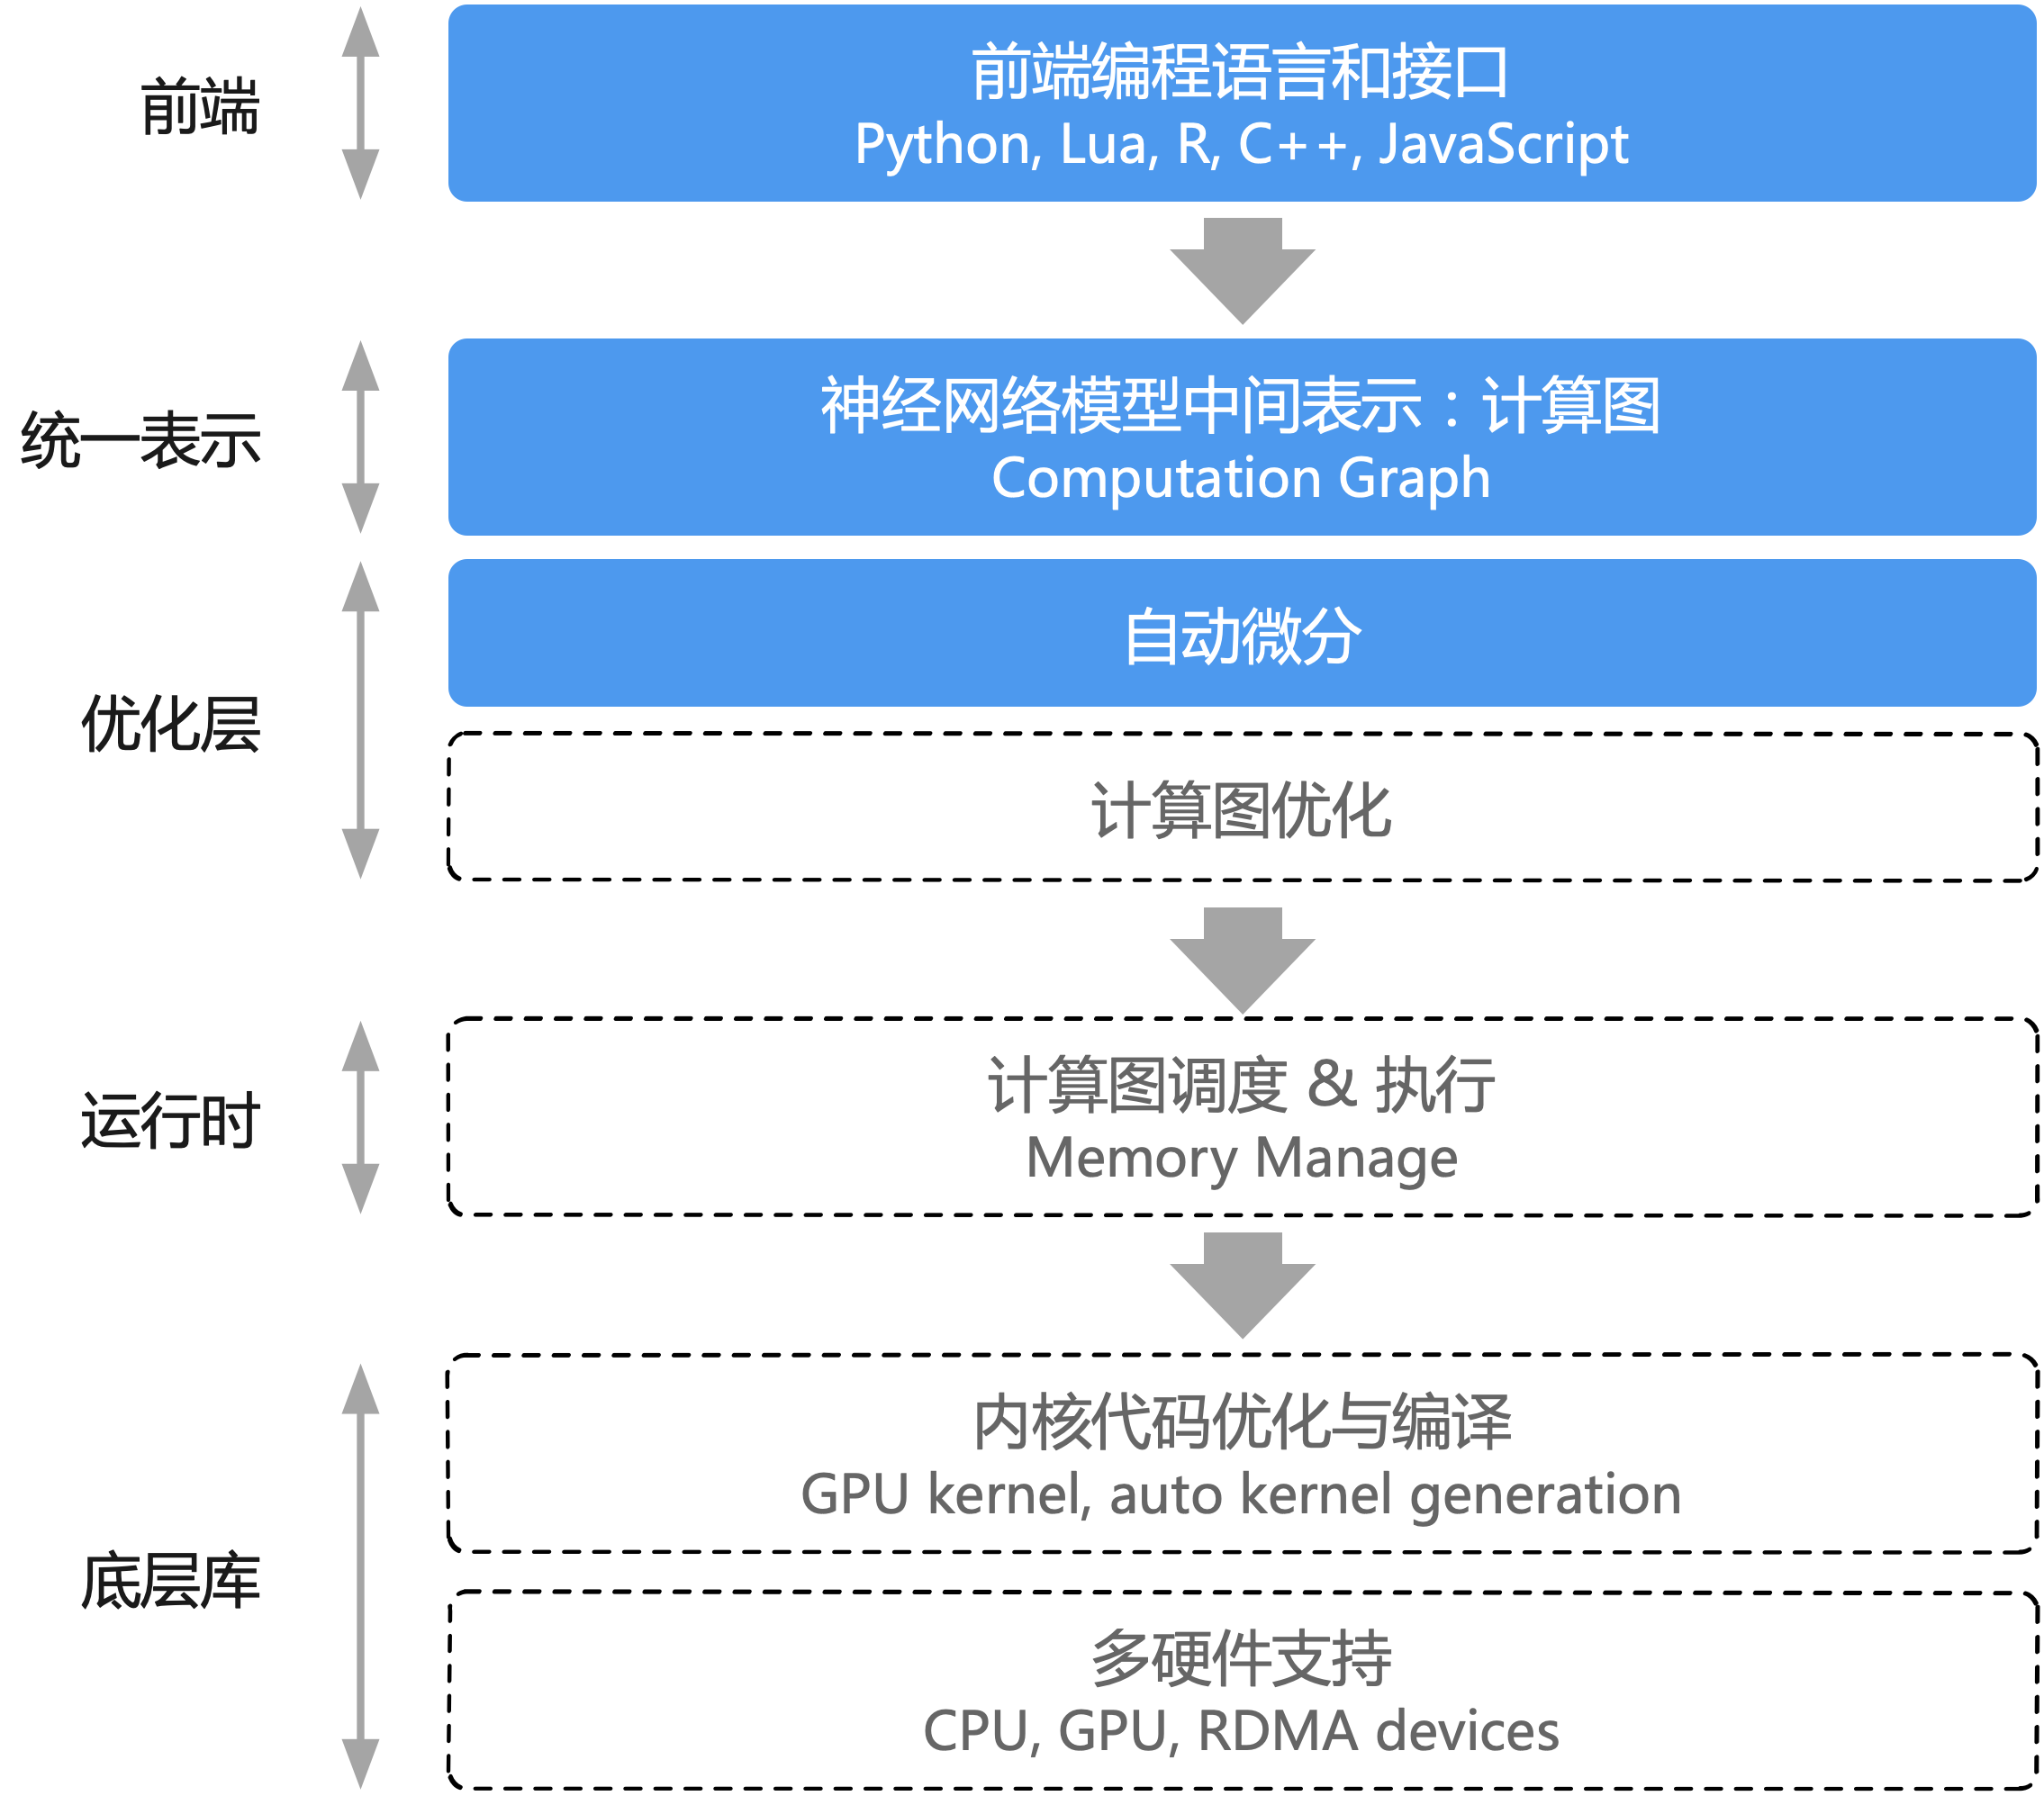 前端
前端编程语言和接口
Python, Lua, R, C++, JavaScript
统一表示
神经网络模型中间表示：计算图
Computation Graph
优化层
自动微分
计算图优化
运行时
计算图调度 & 执行
Memory Manage
底层库
内核代码优化与编译
GPU kernel, auto kernel generation
多硬件支持
CPU, GPU, RDMA devices